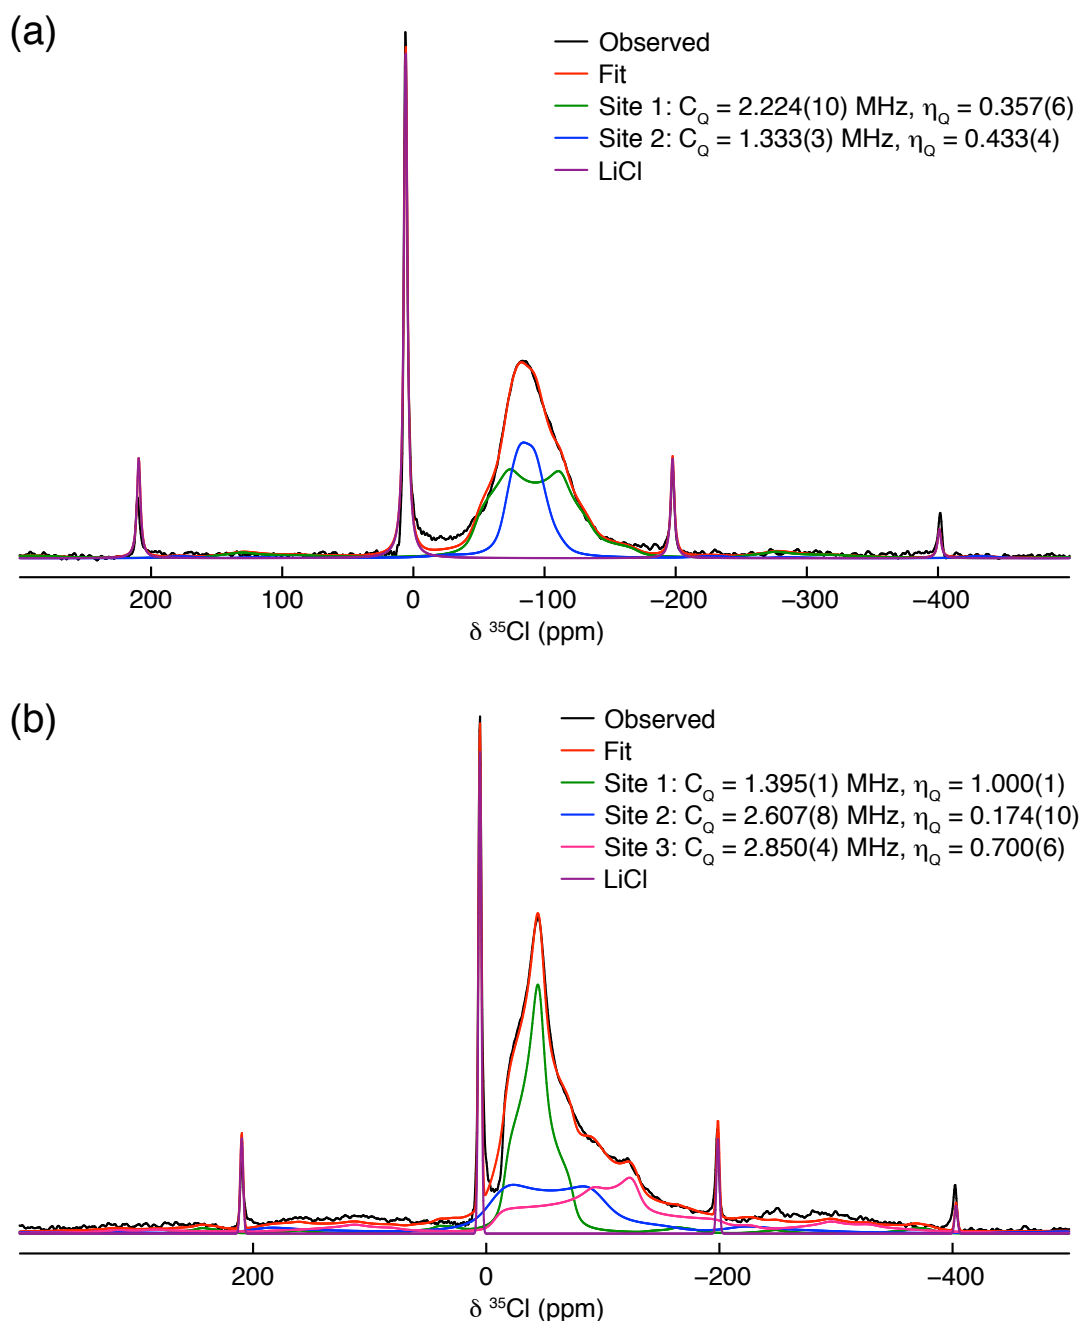 (a)
Observed
Fit
Site 1: C_Q = 2.224(10) MHz, η_Q = 0.357(6)
Site 2: C_Q = 1.333(3) MHz, η_Q = 0.433(4)
LiCl
200 100 0 −100 −200 −300 −400
δ ³⁵Cl (ppm)
(b)
Observed
Fit
Site 1: C_Q = 1.395(1) MHz, η_Q = 1.000(1)
Site 2: C_Q = 2.607(8) MHz, η_Q = 0.174(10)
Site 3: C_Q = 2.850(4) MHz, η_Q = 0.700(6)
LiCl
200 0 −200 −400
δ ³⁵Cl (ppm)